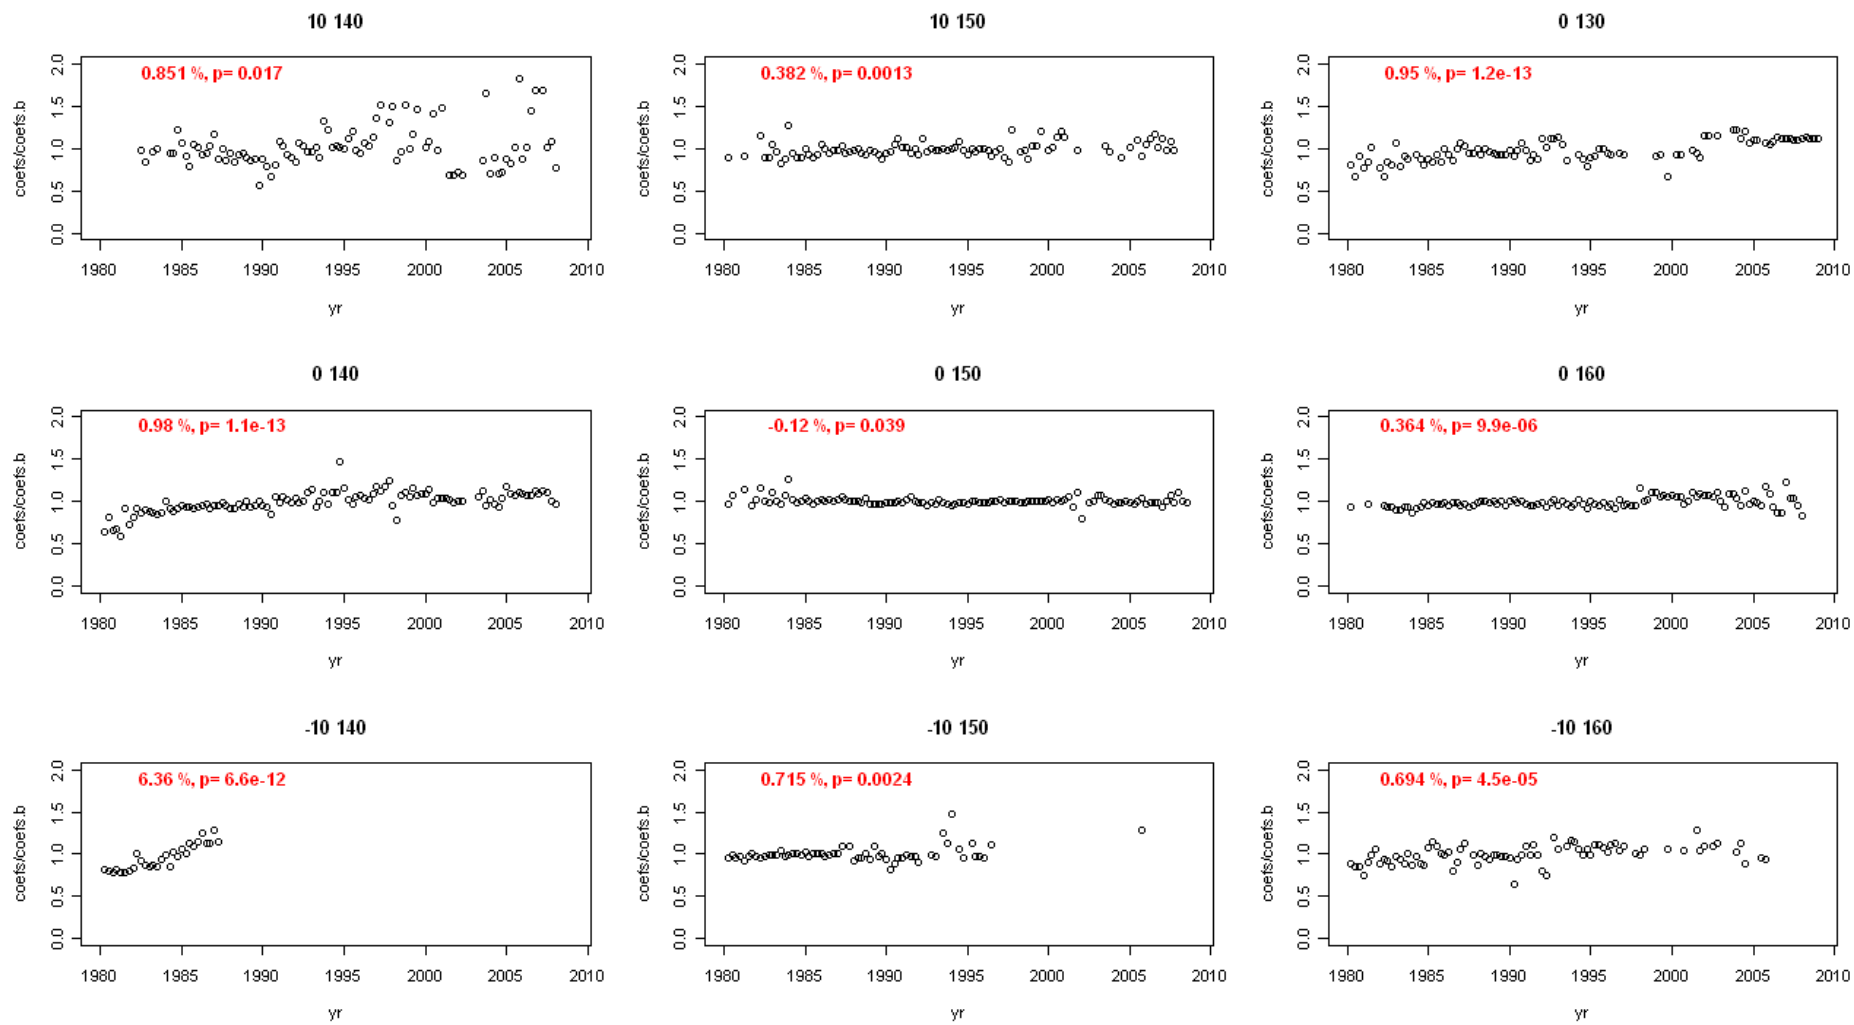 10 140
0.851 %, p= 0.017
coefs/coefs.b
0.0 0.5 1.0 1.5 2.0
1980 1985 1990 1995 2000 2005 2010
yr
10 150
0.382 %, p= 0.0013
coefs/coefs.b
0.0 0.5 1.0 1.5 2.0
1980 1985 1990 1995 2000 2005 2010
yr
0 130
0.95 %, p= 1.2e-13
coefs/coefs.b
0.0 0.5 1.0 1.5 2.0
1980 1985 1990 1995 2000 2005 2010
yr
0 140
0.98 %, p= 1.1e-13
coefs/coefs.b
0.0 0.5 1.0 1.5 2.0
1980 1985 1990 1995 2000 2005 2010
yr
0 150
-0.12 %, p= 0.039
coefs/coefs.b
0.0 0.5 1.0 1.5 2.0
1980 1985 1990 1995 2000 2005 2010
yr
0 160
0.364 %, p= 9.9e-06
coefs/coefs.b
0.0 0.5 1.0 1.5 2.0
1980 1985 1990 1995 2000 2005 2010
yr
-10 140
6.36 %, p= 6.6e-12
coefs/coefs.b
0.0 0.5 1.0 1.5 2.0
1980 1985 1990 1995 2000 2005 2010
yr
-10 150
0.715 %, p= 0.0024
coefs/coefs.b
0.0 0.5 1.0 1.5 2.0
1980 1985 1990 1995 2000 2005 2010
yr
-10 160
0.694 %, p= 4.5e-05
coefs/coefs.b
0.0 0.5 1.0 1.5 2.0
1980 1985 1990 1995 2000 2005 2010
yr